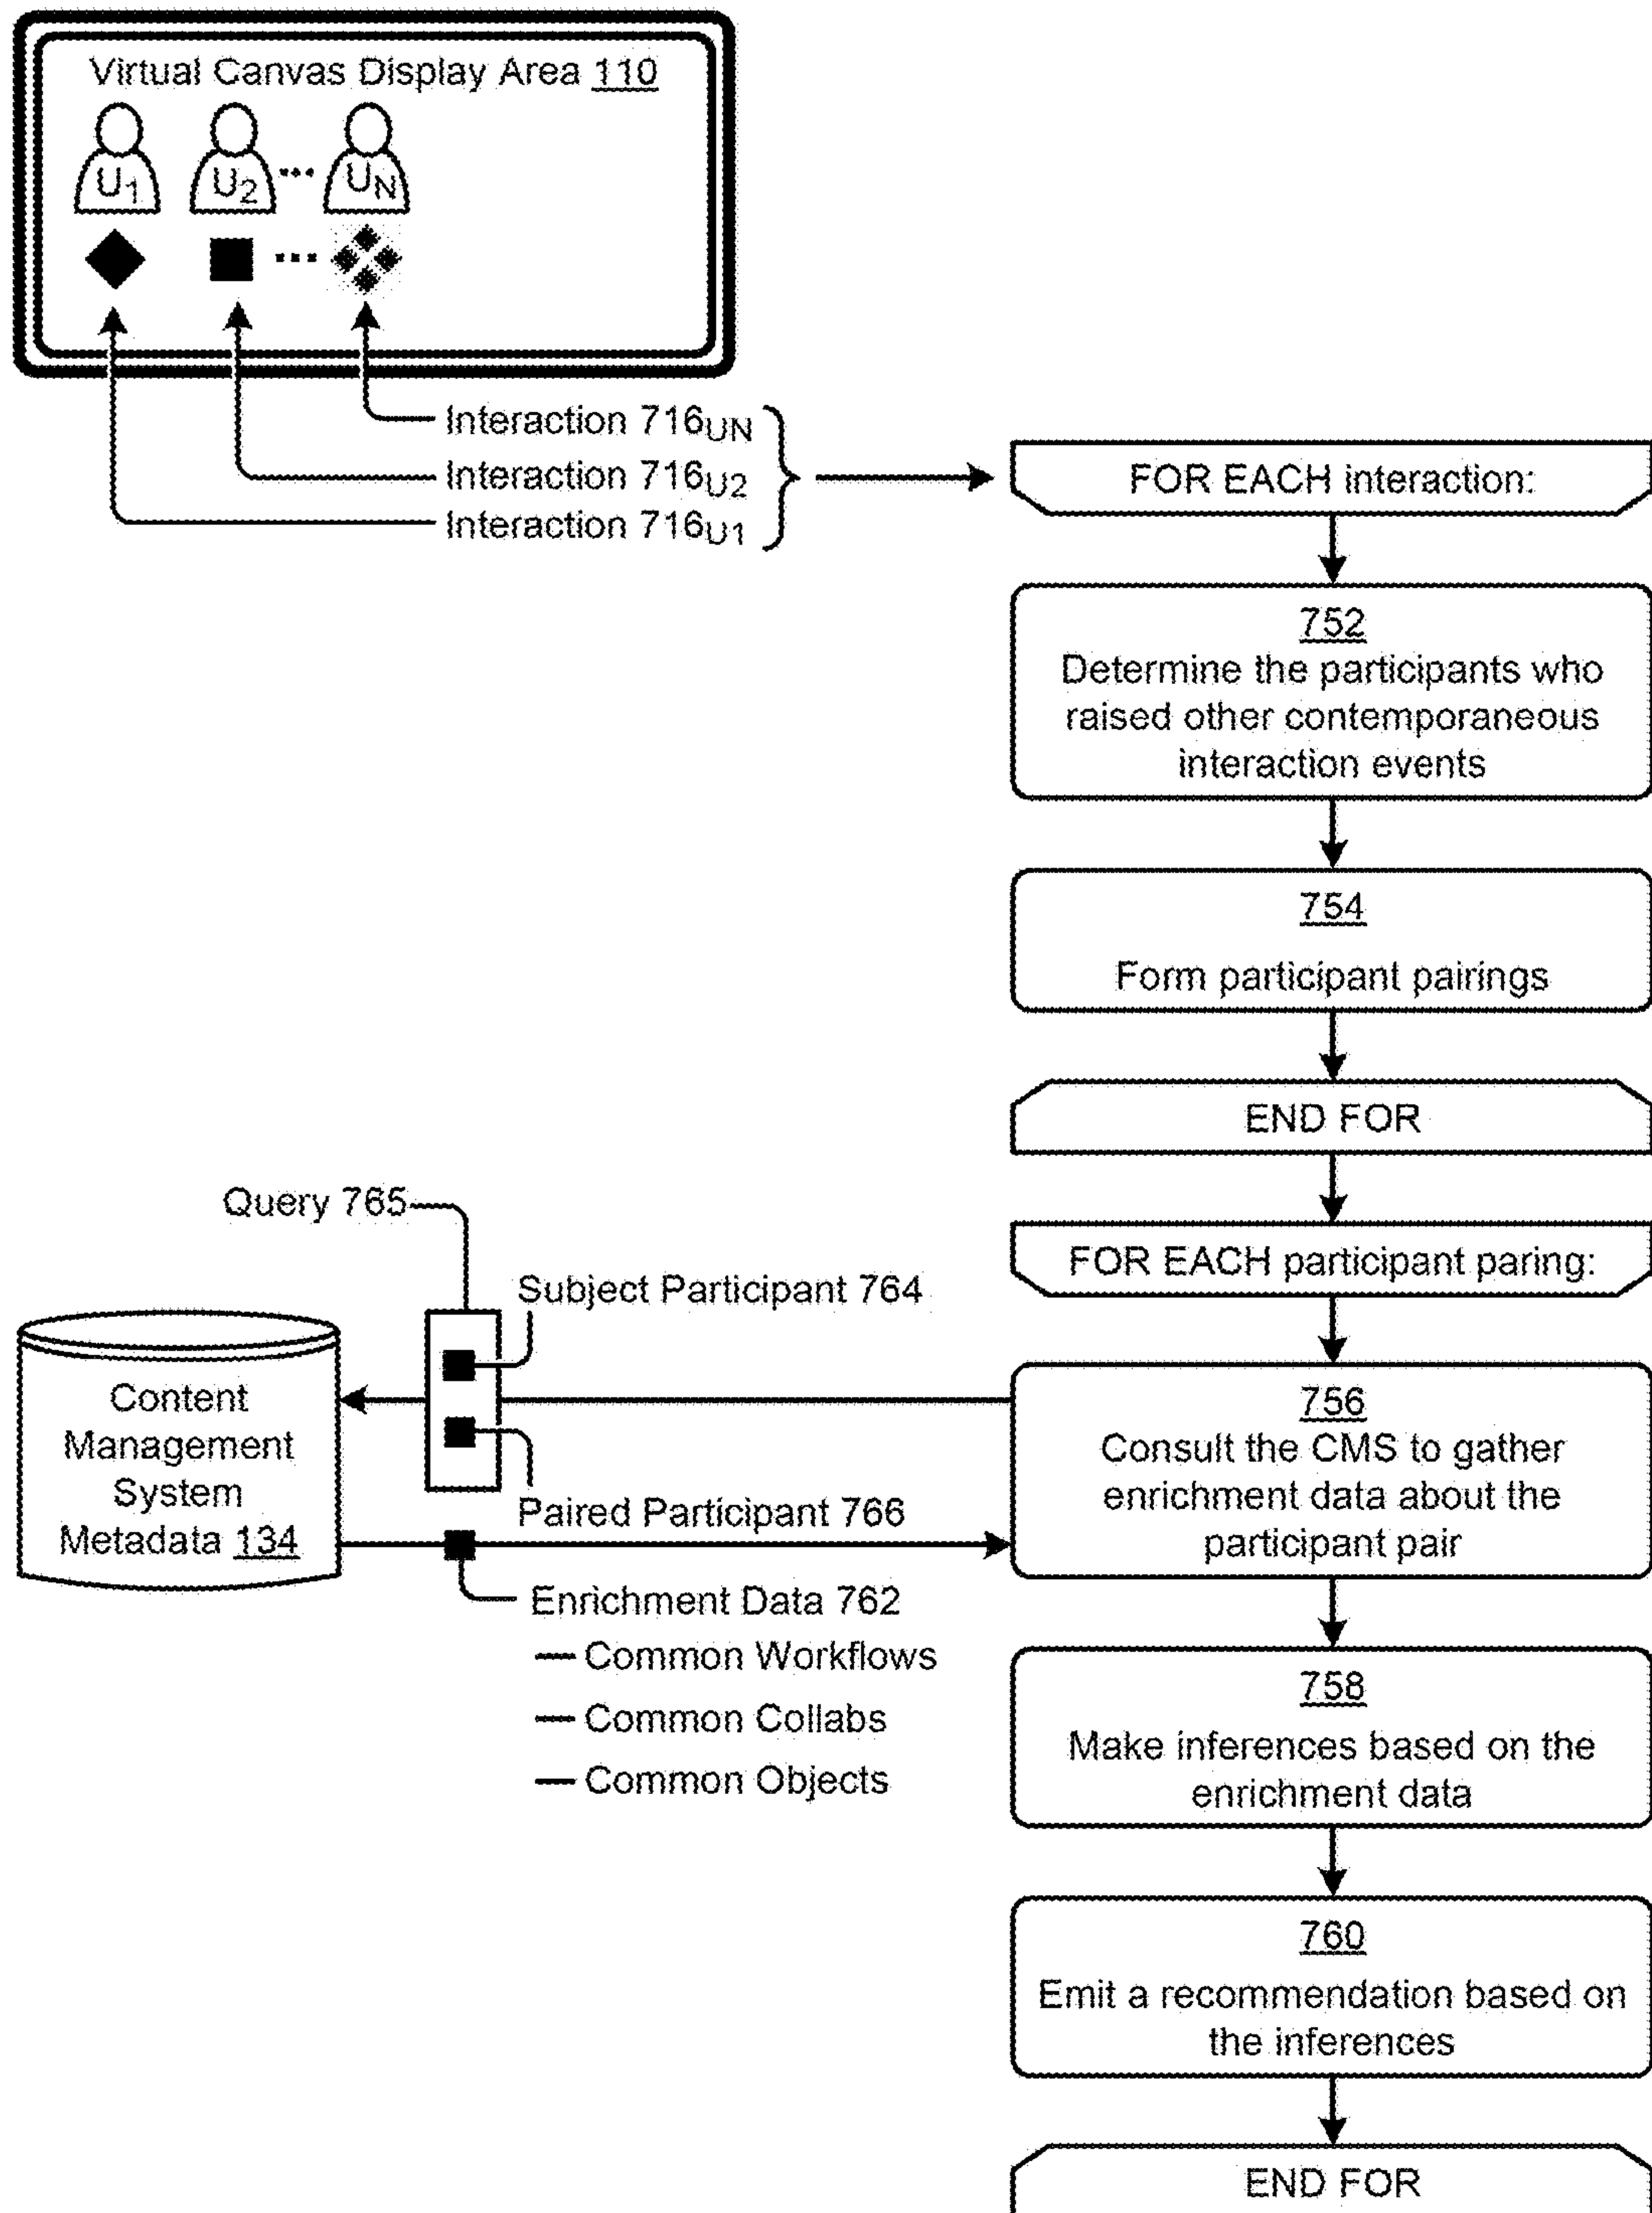 Virtual Canvas Display Area 110
U1 U2 ... UN
...
Interaction 716UN
Interaction 716U2
Interaction 716U1
FOR EACH interaction:
752
Determine the participants who
raised other contemporaneous
interaction events
754
Form participant pairings
END FOR
FOR EACH participant paring:
Query 765
Subject Participant 764
Content
Management
System
Metadata 134
Paired Participant 766
Enrichment Data 762
— Common Workflows
— Common Collabs
— Common Objects
756
Consult the CMS to gather
enrichment data about the
participant pair
758
Make inferences based on the
enrichment data
760
Emit a recommendation based on
the inferences
END FOR